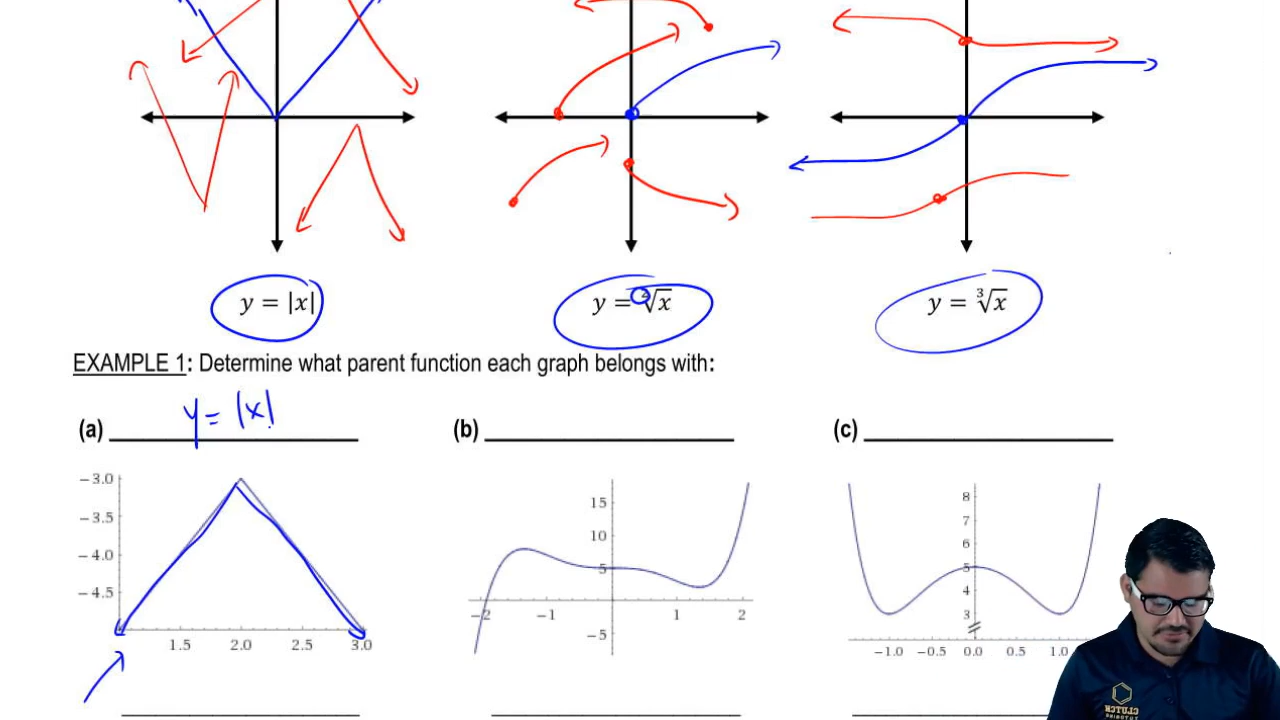 y = |x|
y = ²√x
y = ³√x
EXAMPLE 1: Determine what parent function each graph belongs with:
y = |x|
(a) (b) (c)
−3.0
−3.5
−4.0
−4.5
1.5 2.0 3.0
15
10
5
−2 −1 1 2
−5
8
7
6
5
4
3
−1.0 −0.5 0.0 0.5 1.0
CLUTCH